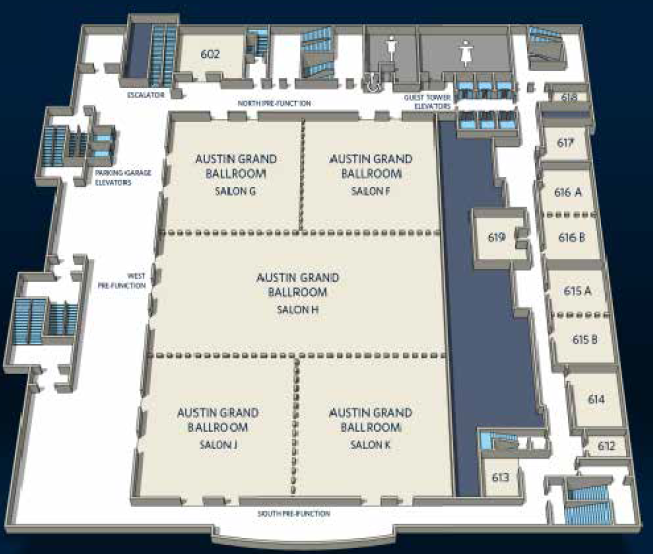 602
ESCALATOR
NORTH PRE-FUNCTION
GUEST TOWER
ELEVATORS
618
617
PARKING GARAGE
ELEVATORS
AUSTIN GRAND
BALLROOM
SALON G
AUSTIN GRAND
BALLROOM
SALON F
616 A
619
616 B
WEST
PRE-FUNCTION
AUSTIN GRAND
BALLROOM
SALON H
615 A
615 B
AUSTIN GRAND
BALLROOM
SALON J
AUSTIN GRAND
BALLROOM
SALON K
614
612
613
SOUTH PRE-FUNCTION